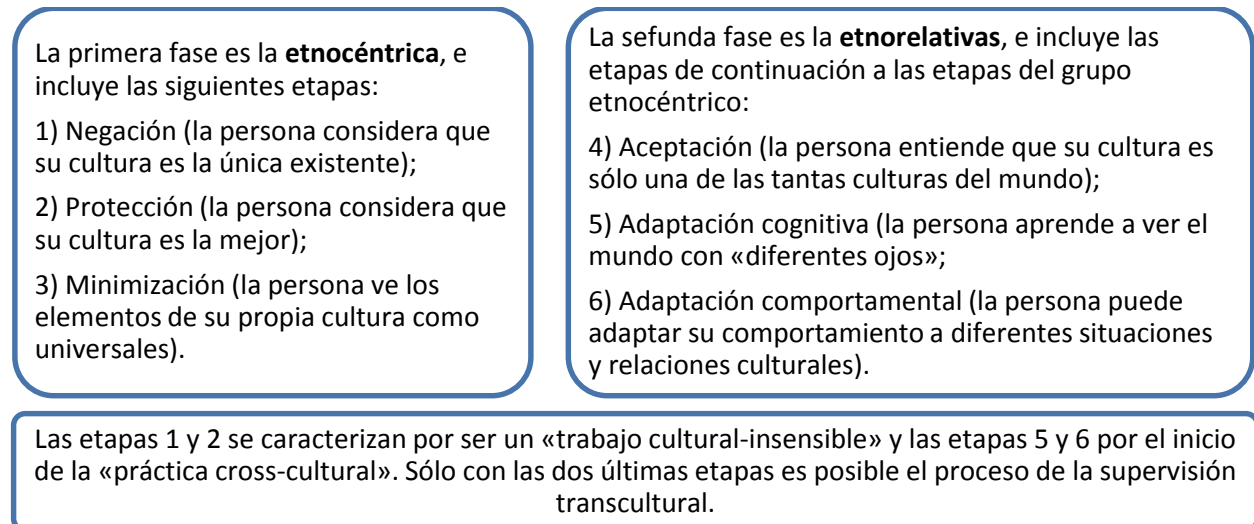 La primera fase es la etnocéntrica, e
incluye las siguientes etapas:
1) Negación (la persona considera que
su cultura es la única existente);
2) Protección (la persona considera que
su cultura es la mejor);
3) Minimización (la persona ve los
elementos de su propia cultura como
universales).
La sefunda fase es la etnorelativas, e incluye las
etapas de continuación a las etapas del grupo
etnocéntrico:
4) Aceptación (la persona entiende que su cultura es
sólo una de las tantas culturas del mundo);
5) Adaptación cognitiva (la persona aprende a ver el
mundo con «diferentes ojos»;
6) Adaptación comportamental (la persona puede
adaptar su comportamiento a diferentes situaciones
y relaciones culturales).
Las etapas 1 y 2 se caracterizan por ser un «trabajo cultural-insensible» y las etapas 5 y 6 por el inicio
de la «práctica cross-cultural». Sólo con las dos últimas etapas es posible el proceso de la supervisión
transcultural.